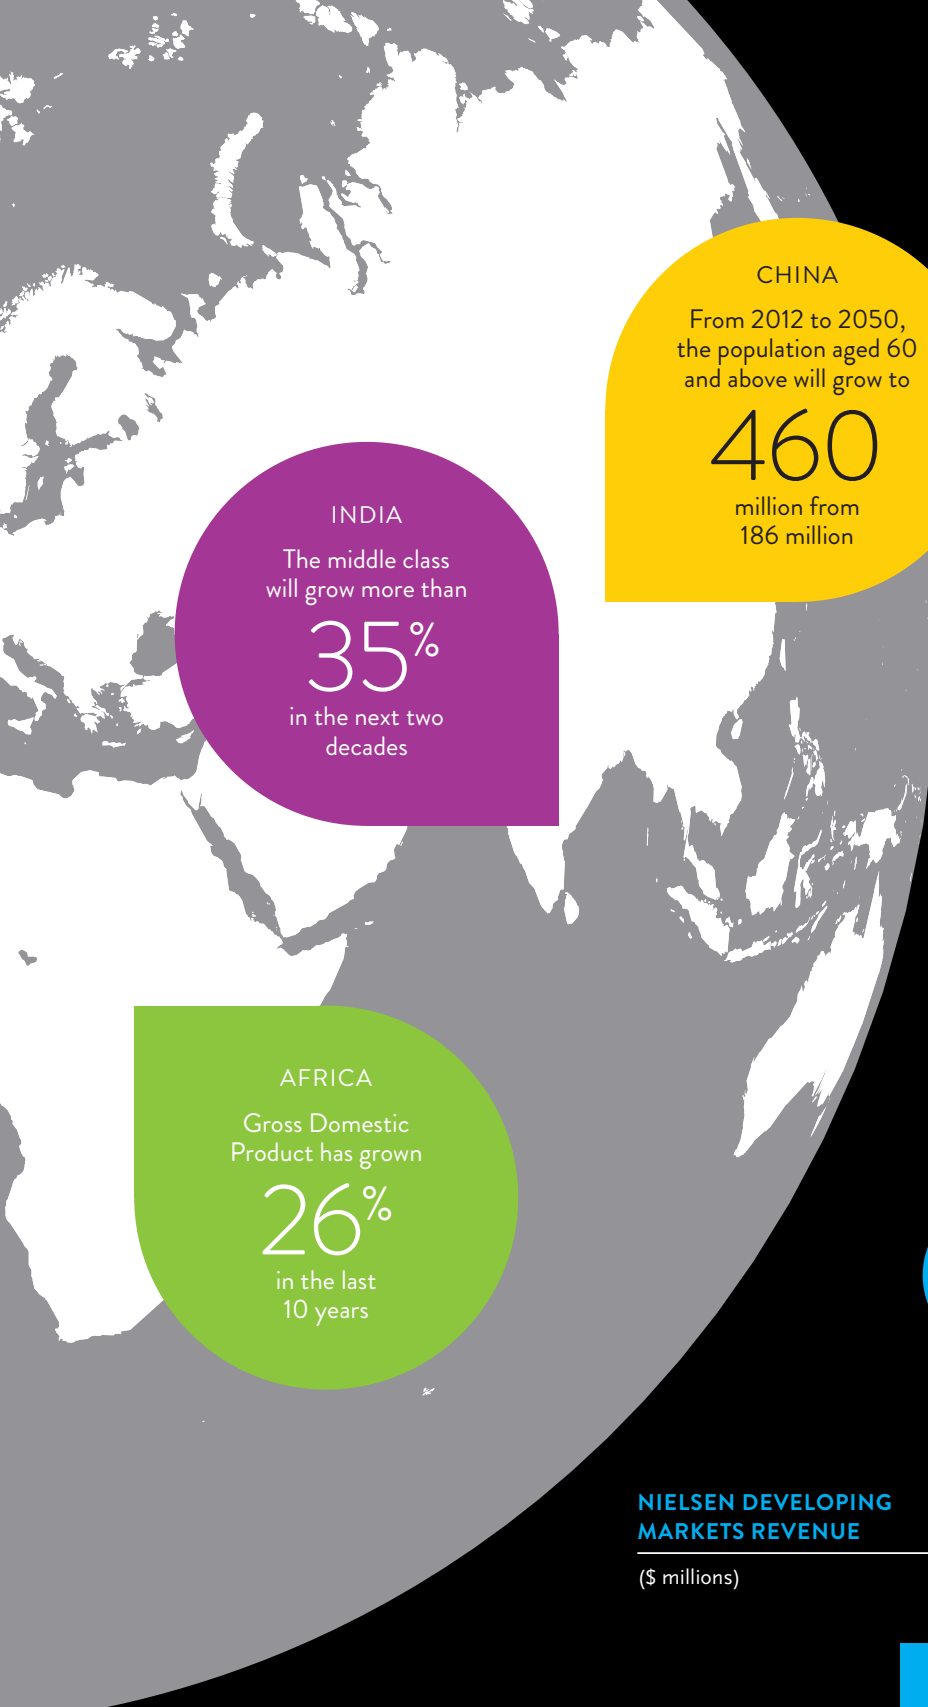 CHINA
From 2012 to 2050,
the population aged 60
and above will grow to
460
million from
186 million
INDIA
The middle class
will grow more than
35%
in the next two
decades
AFRICA
Gross Domestic
Product has grown
26%
in the last
10 years
NIELSEN DEVELOPING
MARKETS REVENUE
($ millions)